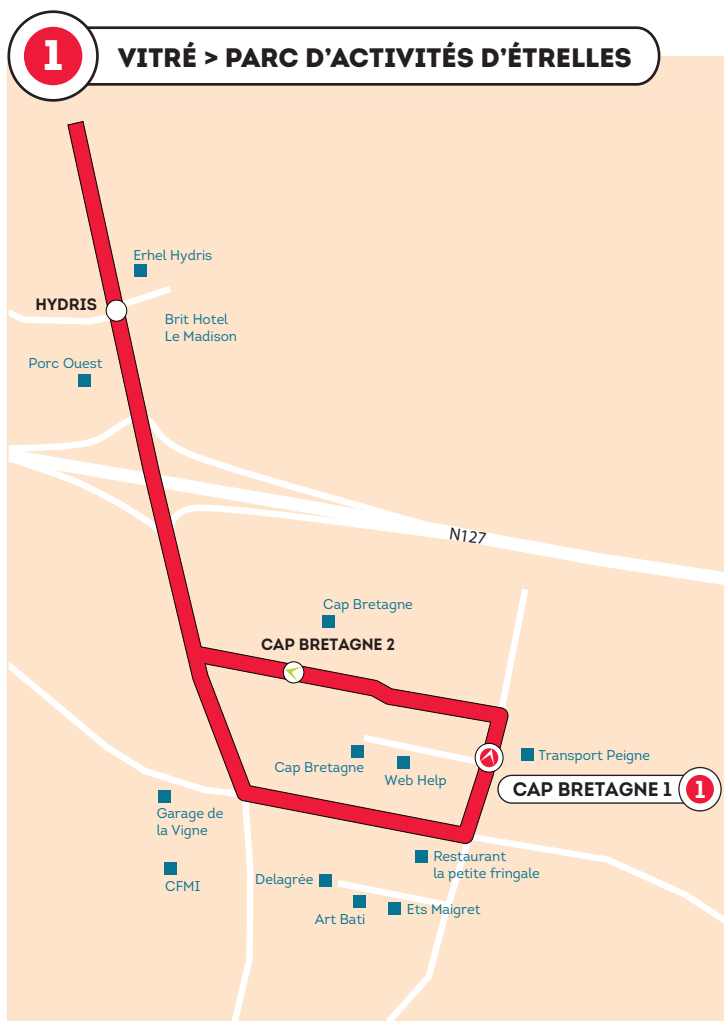 1
VITRÉ > PARC D'ACTIVITÉS D'ÉTRELLES
Erhel Hydris
HYDRIS
Brit Hotel
Le Madison
Porc Ouest
N127
Cap Bretagne
CAP BRETAGNE 2
Cap Bretagne
Web Help
Transport Peigne
CAP BRETAGNE 1
1
Garage de
la Vigne
CFMI
Restaurant
la petite fringale
Delagrée
Art Bati
Ets Maigret